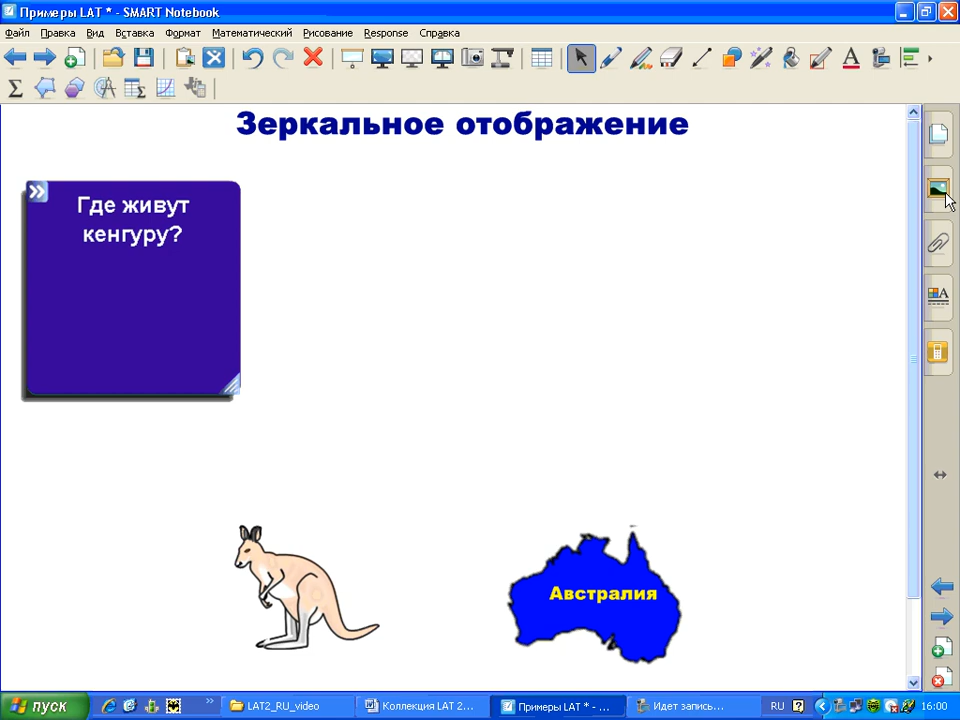 Примеры LAT * - SMART Notebook
Файл Правка Вид Вставка Формат Математический Рисование Response Справка
Зеркальное отображение
Где живут
кенгуру?
Австралия
пуск
LAT2_RU_video
Коллекция LAT 2...
Примеры LAT * - ...
Идет запись...
RU
16:00